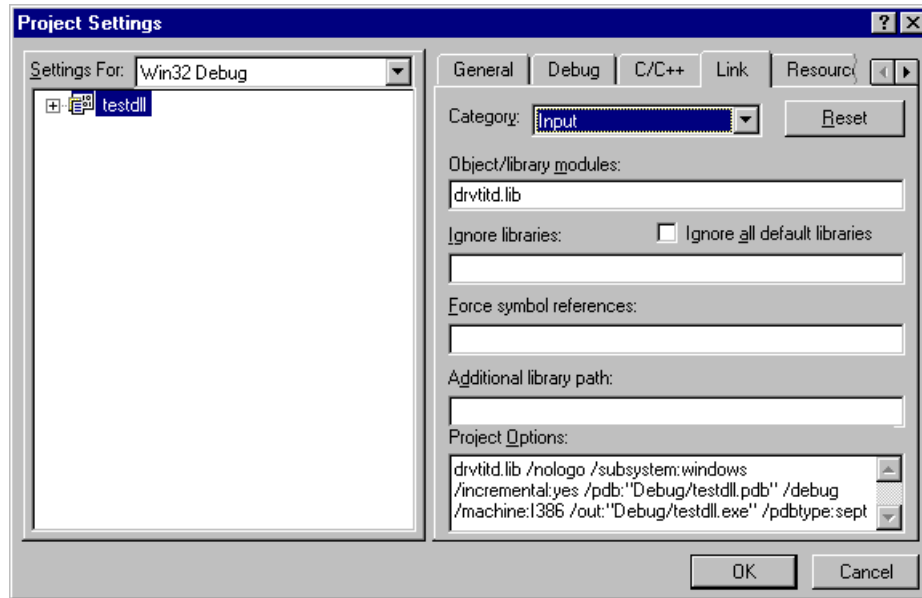 Project Settings
Settings For: Win32 Debug
testdll
General Debug C/C++ Link Resourc
Category: Input Reset
Object/library modules:
drvtitd.lib
Ignore libraries: Ignore all default libraries
Force symbol references:
Additional library path:
Project Options:
drvtitd.lib /nologo /subsystem:windows
/incremental:yes /pdb:"Debug/testdll.pdb" /debug
/machine:I386 /out:"Debug/testdll.exe" /pdbtype:sept
OK Cancel